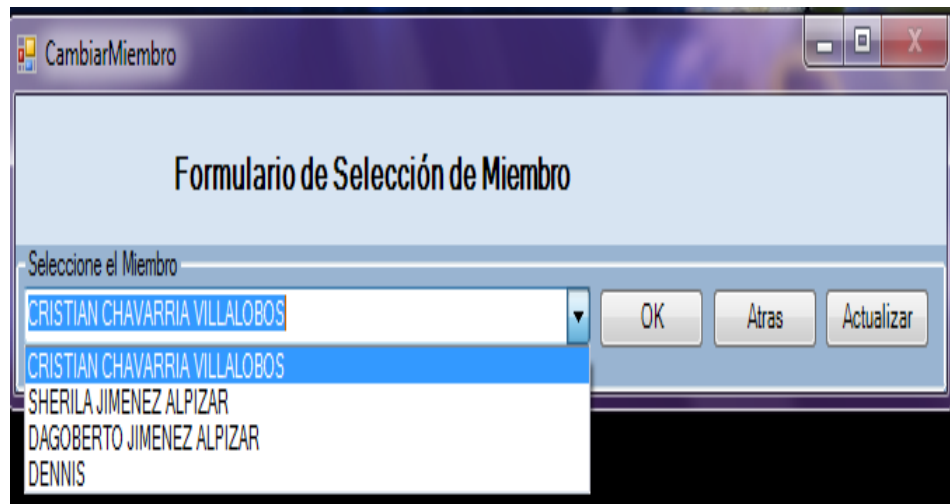 CambiarMiembro
Formulario de Selección de Miembro
Seleccione el Miembro
CRISTIAN CHAVARRIA VILLALOBOS
OK
Atras
Actualizar
CRISTIAN CHAVARRIA VILLALOBOS
SHERILA JIMENEZ ALPIZAR
DAGOBERTO JIMENEZ ALPIZAR
DENNIS